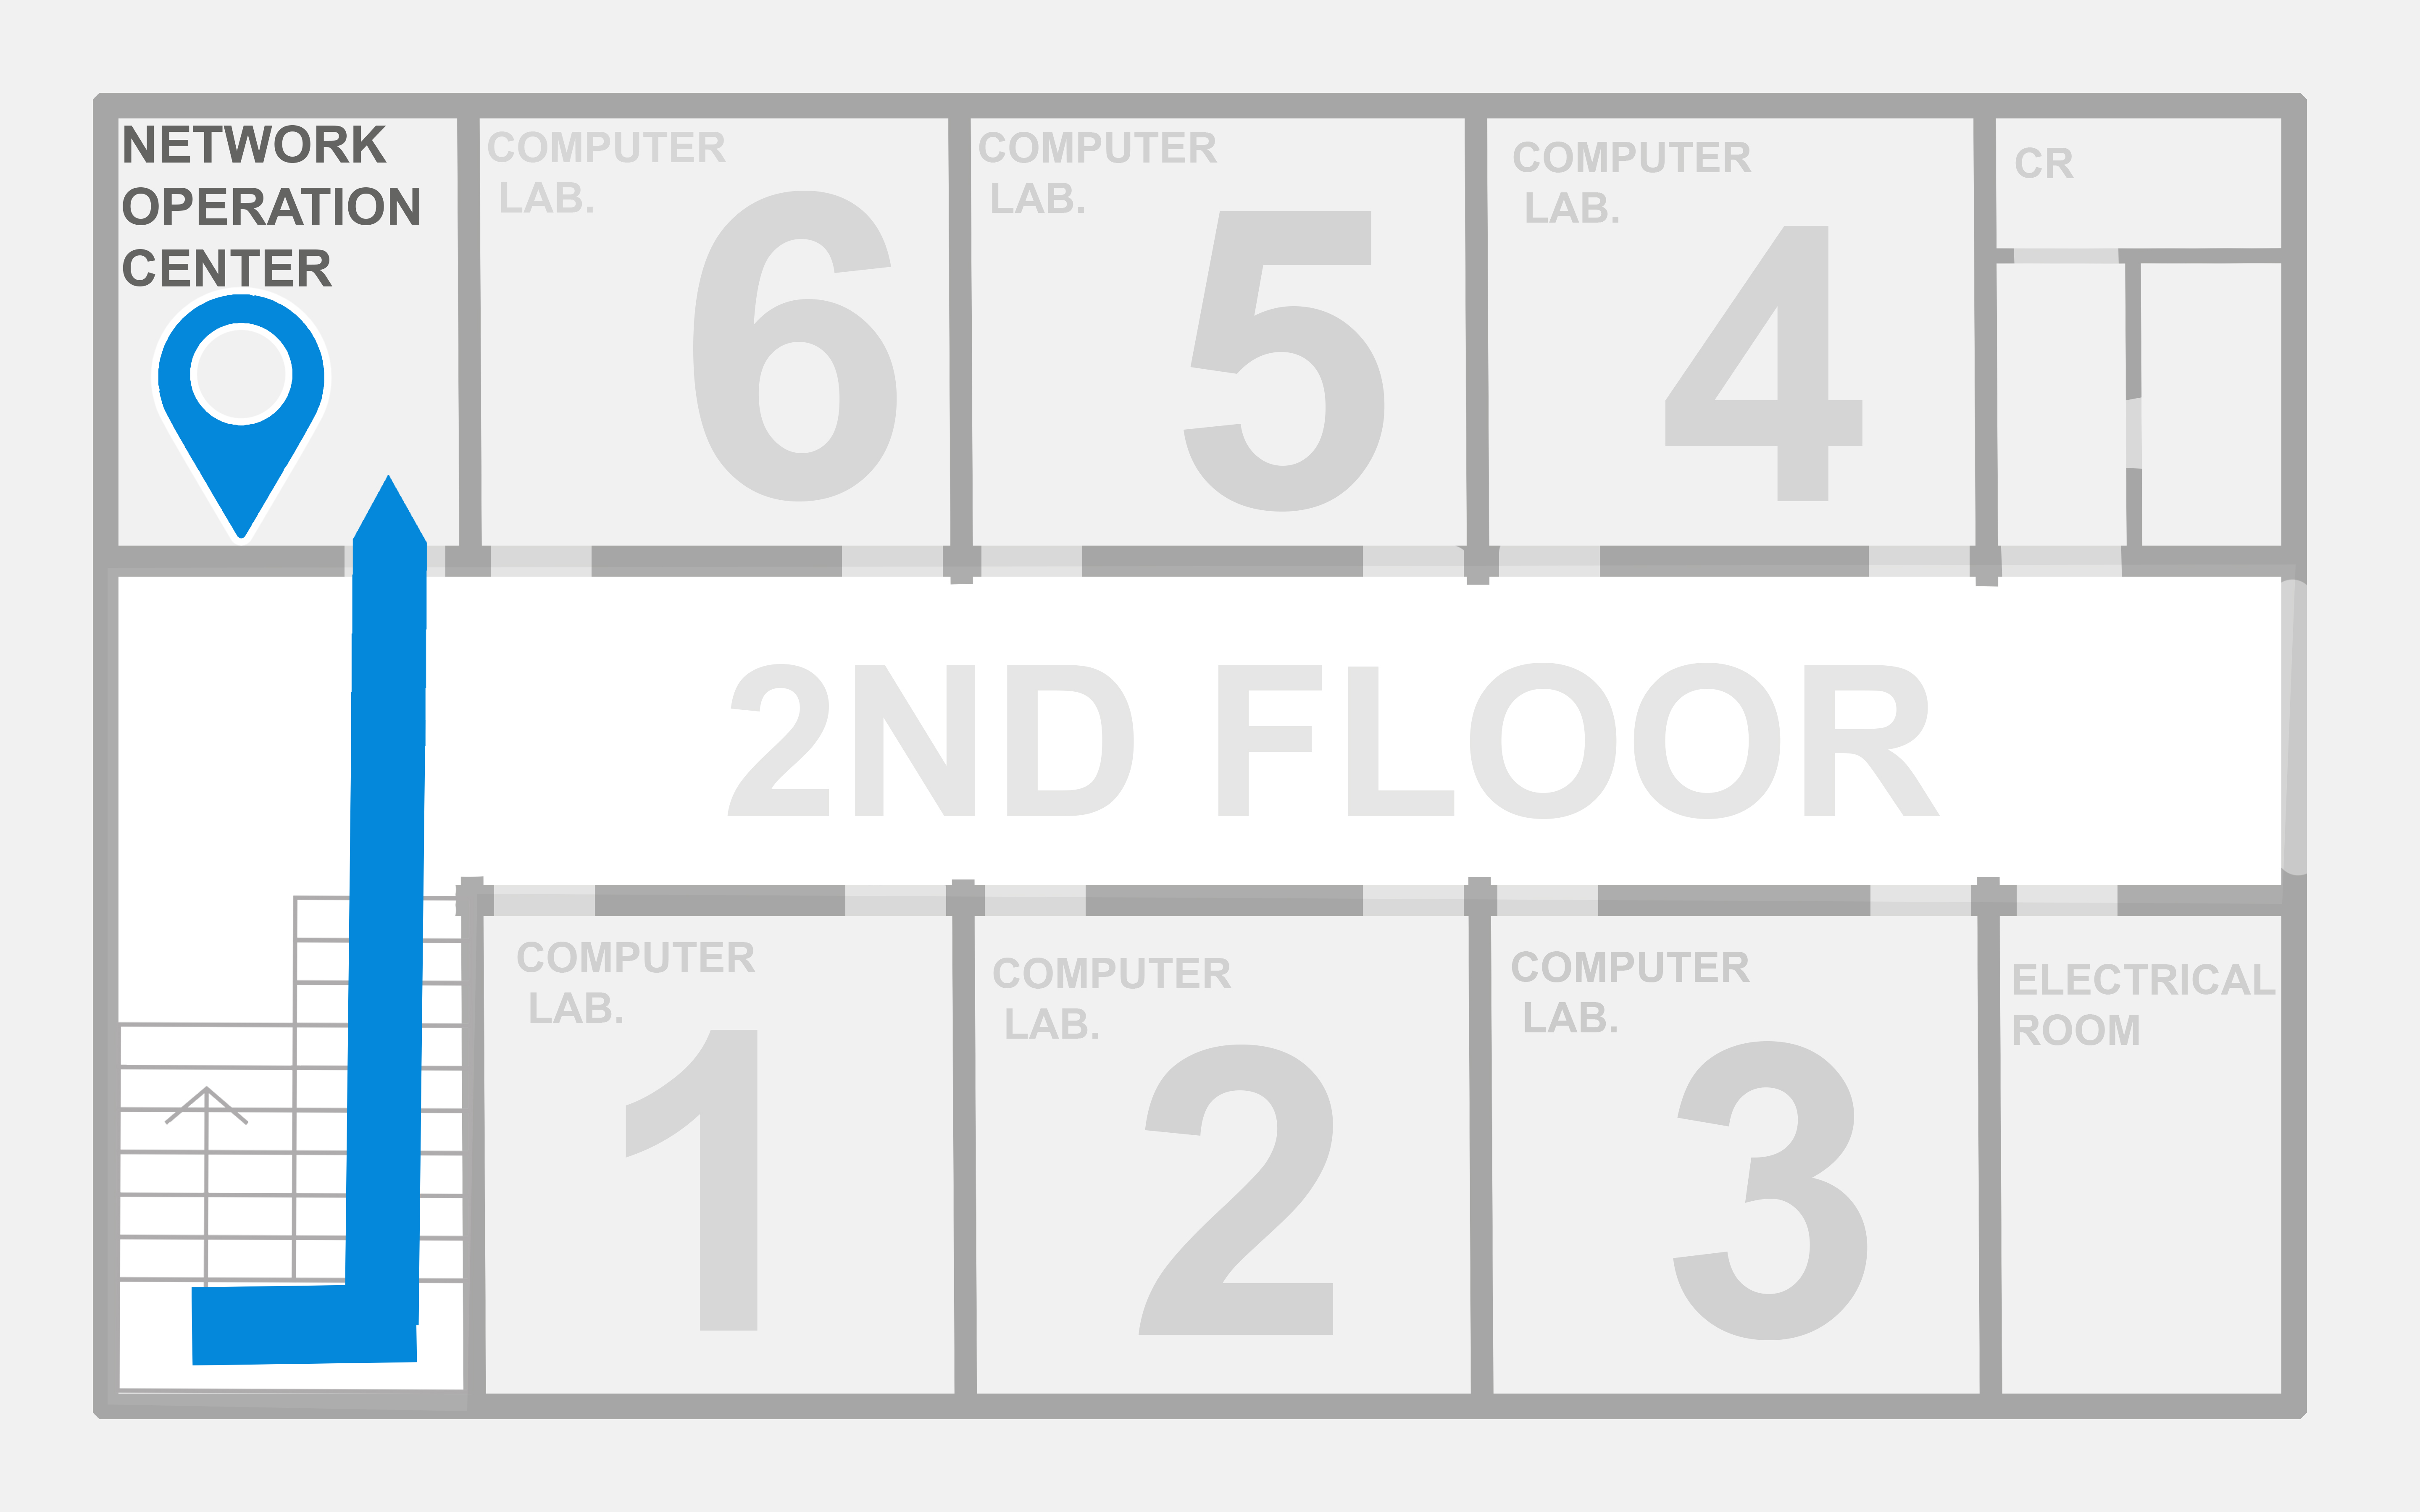 NETWORK
OPERATION
CENTER
COMPUTER
LAB.
6
COMPUTER
LAB.
5
COMPUTER
LAB.
4
CR
2ND FLOOR
COMPUTER
LAB.
1
COMPUTER
LAB.
2
COMPUTER
LAB.
3
ELECTRICAL
ROOM